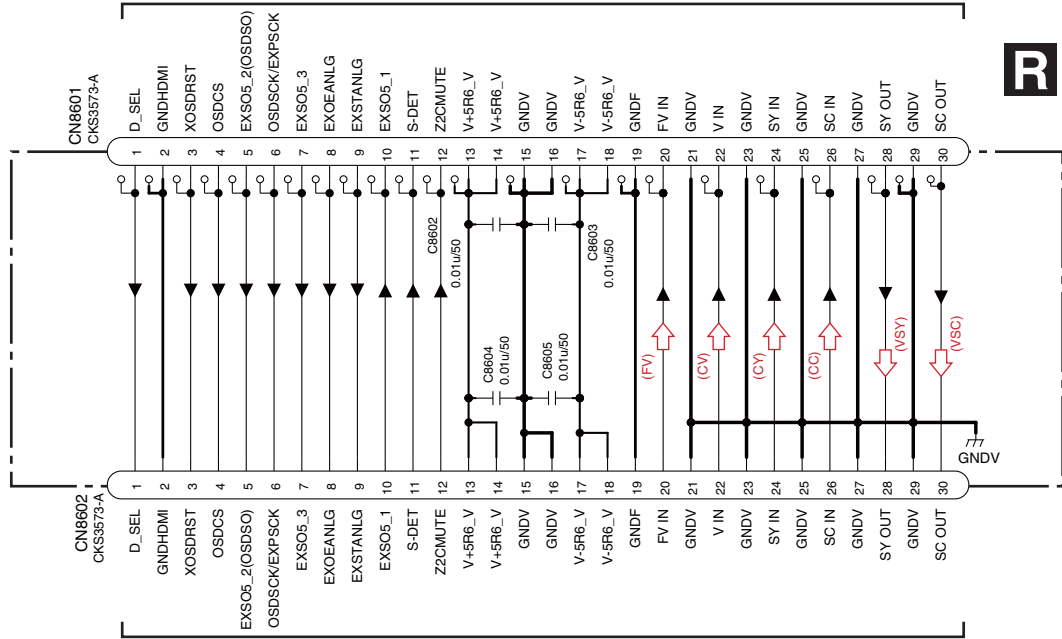 CN8601
CKS3573-A
D_SEL
GNDHDMI
XOSDRST
OSDCS
EXSO5_2(OSDSO)
OSDSCK/EXPSCK
EXSO5_3
EXOEANLG
EXSTANLG
EXSO5_1
S-DET
Z2CMUTE
V+5R6_V
V+5R6_V
GNDV
GNDV
V-5R6_V
V-5R6_V
GNDF
FV IN
GNDV
V IN
GNDV
SY IN
GNDV
SC IN
GNDV
SY OUT
GNDV
SC OUT
R
1
2
3
4
5
6
7
8
9
10
11
12
13
14
15
16
17
18
19
20
21
22
23
24
25
26
27
28
29
30
C8602
0.01u/50
C8603
0.01u/50
C8604
0.01u/50
C8605
0.01u/50
(FV)
(CV)
(CY)
(CC)
(VSY)
(VSC)
GNDV
1
2
3
4
5
6
7
8
9
10
11
12
13
14
15
16
17
18
19
20
21
22
23
24
25
26
27
28
29
30
CN8602
CKS3573-A
D_SEL
GNDHDMI
XOSDRST
OSDCS
EXSO5_2(OSDSO)
OSDSCK/EXPSCK
EXSO5_3
EXOEANLG
EXSTANLG
EXSO5_1
S-DET
Z2CMUTE
V+5R6_V
V+5R6_V
GNDV
GNDV
V-5R6_V
V-5R6_V
GNDF
FV IN
GNDV
V IN
GNDV
SY IN
GNDV
SC IN
GNDV
SY OUT
GNDV
SC OUT